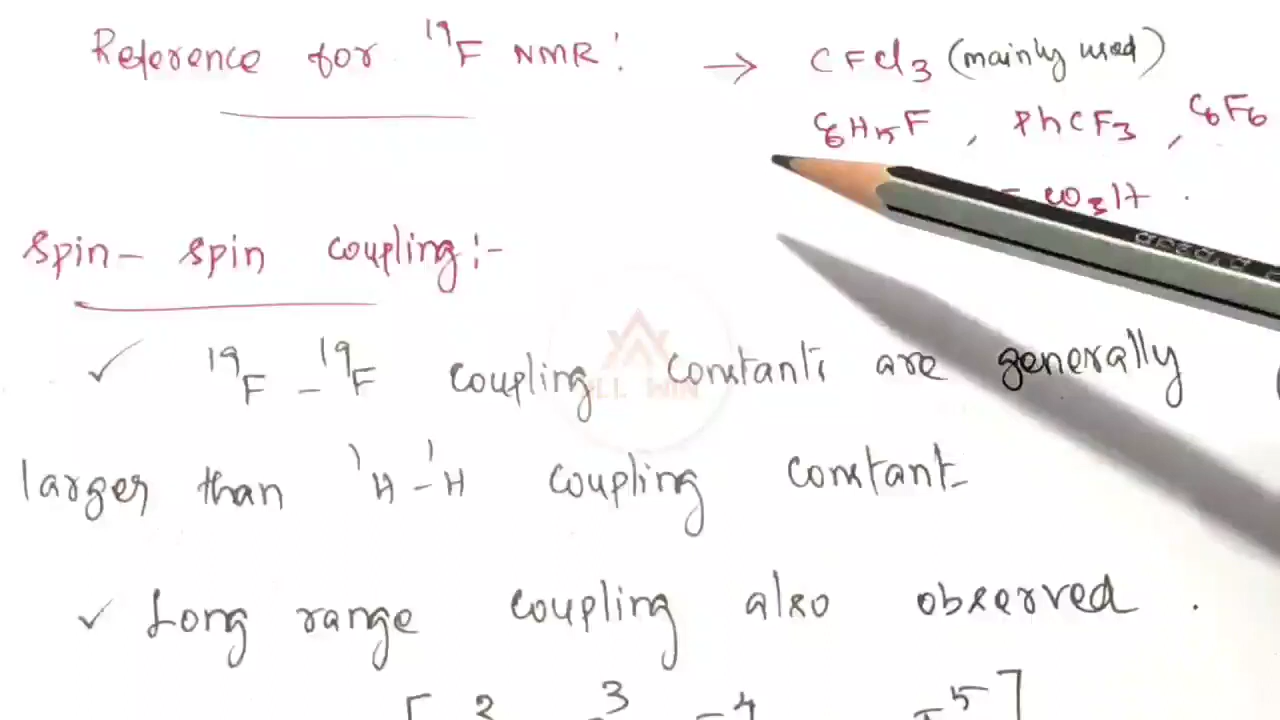 Reference for ¹⁹F NMR: → CFCl₃ (mainly used)
C₆H₅F , PhCF₃ , C₆F₆
CO₃H .
Spin - spin coupling:-
✓ ¹⁹F - ¹⁹F coupling constants are generally
larger than ¹H - ¹H coupling constant
✓ Long range coupling also observed .